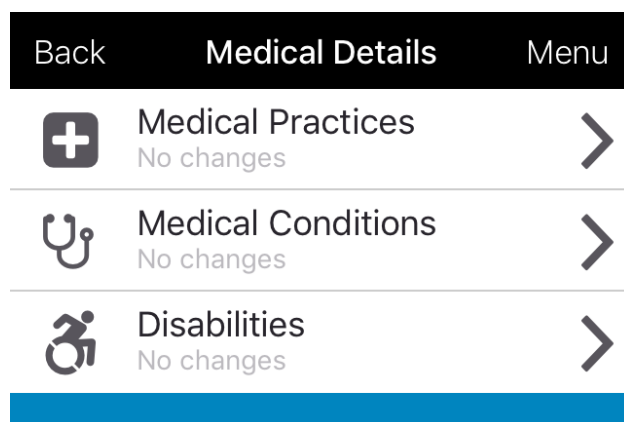 Back Medical Details Menu
Medical Practices
No changes
Medical Conditions
No changes
Disabilities
No changes